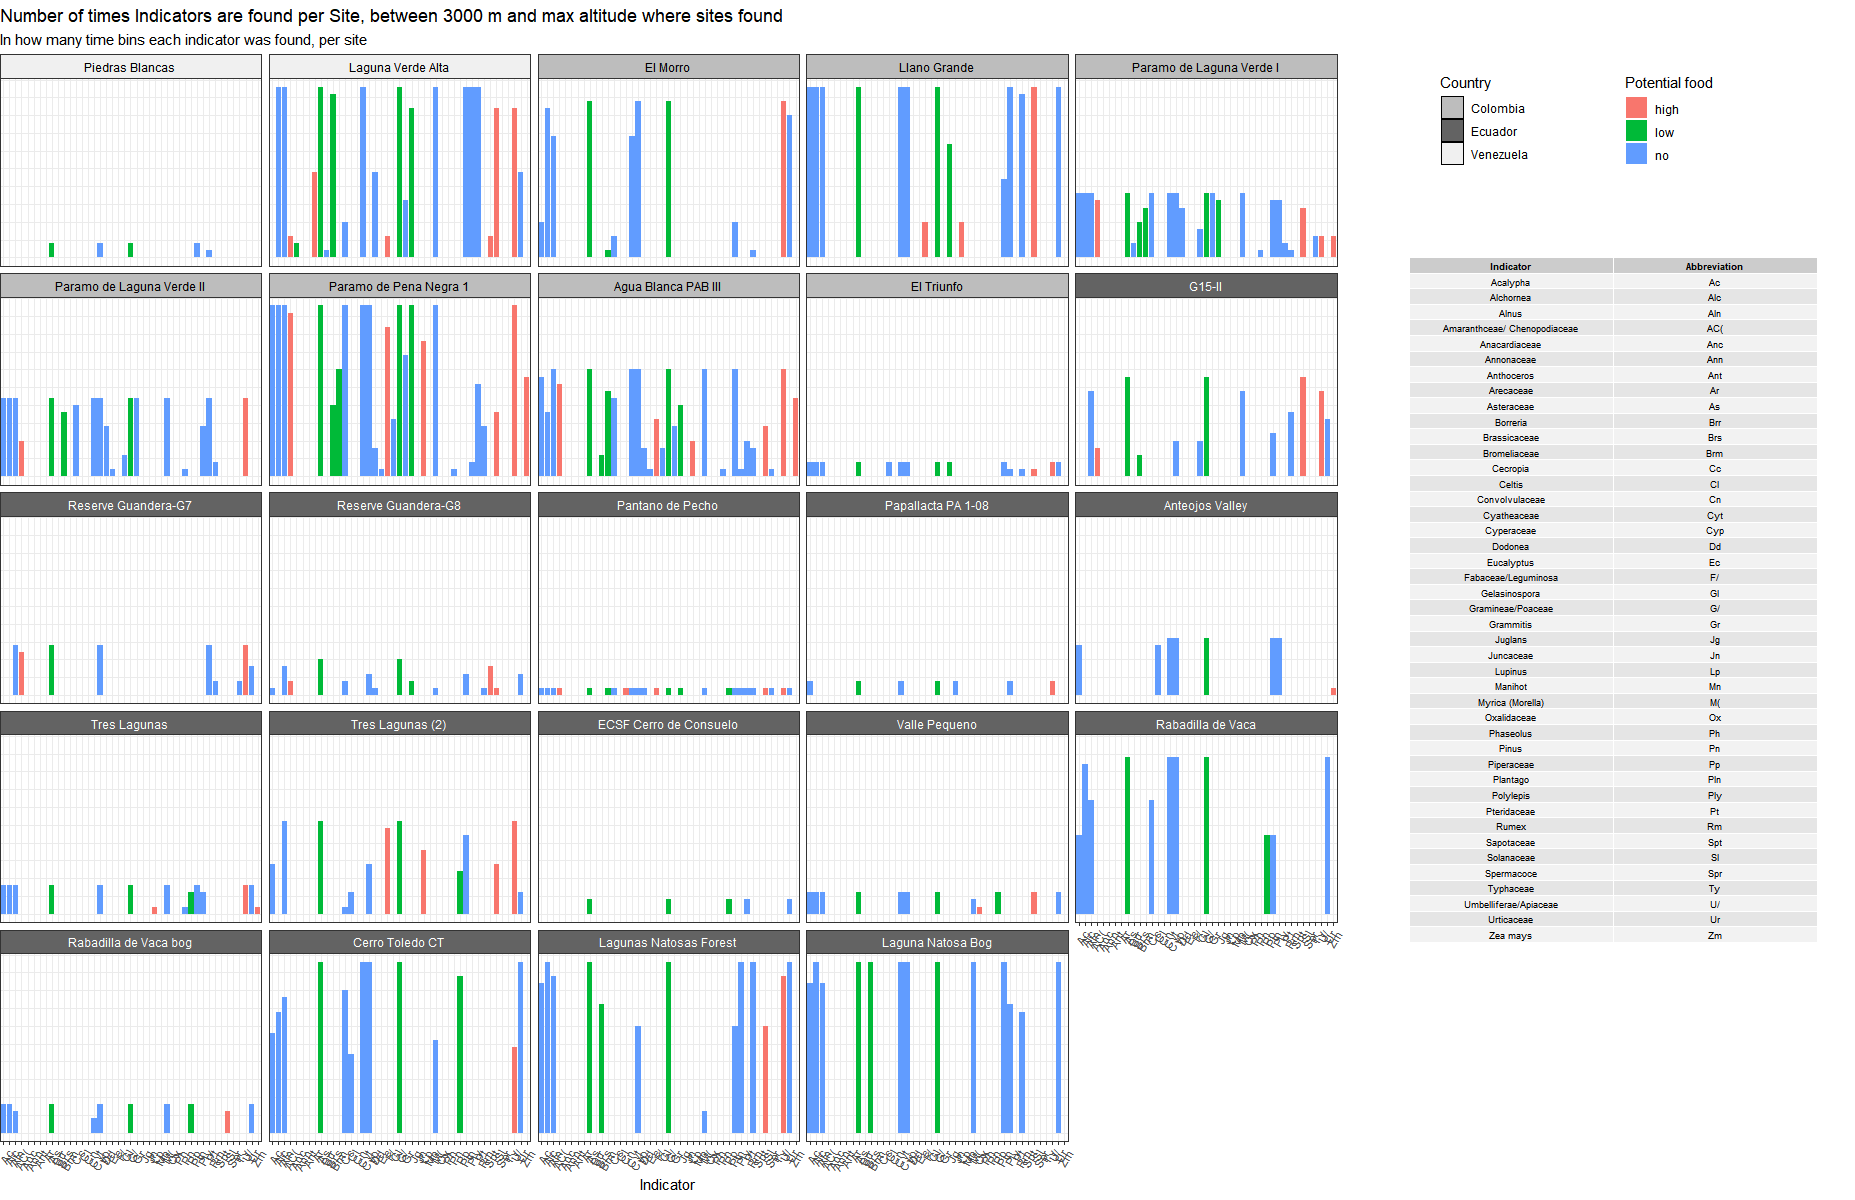 Number of times Indicators are found per Site, between 3000 m and max altitude where sites found
In how many time bins each indicator was found, per site
Piedras Blancas
Laguna Verde Alta
El Morro
Llano Grande
Paramo de Laguna Verde I
Paramo de Laguna Verde II
Paramo de Pena Negra 1
Agua Blanca PAB III
El Triunfo
G15-II
Reserve Guandera-G7
Reserve Guandera-G8
Pantano de Pecho
Papallacta PA 1-08
Anteojos Valley
Tres Lagunas
Tres Lagunas (2)
ECSF Cerro de Consuelo
Valle Pequeno
Rabadilla de Vaca
Rabadilla de Vaca bog
Cerro Toledo CT
Lagunas Natosas Forest
Laguna Natosa Bog
Indicator
Country
Colombia
Ecuador
Venezuela
Potential food
high
low
no
Indicator Abbreviation
Acalypha Ac
Alchornea Alc
Alnus Aln
Amaranthceae/ Chenopodiaceae AC(
Anacardiaceae Anc
Annonaceae Ann
Anthoceros Ant
Arecaceae Ar
Asteraceae As
Borreria Brr
Brassicaceae Brs
Bromeliaceae Brm
Cecropia Cc
Celtis Cl
Convolvulaceae Cn
Cyatheaceae Cyt
Cyperaceae Cyp
Dodonea Dd
Eucalyptus Ec
Fabaceae/Leguminosa F/
Gelasinospora Gl
Gramineae/Poaceae G/
Grammitis Gr
Juglans Jg
Juncaceae Jn
Lupinus Lp
Manihot Mn
Myrica (Morella) M(
Oxalidaceae Ox
Phaseolus Ph
Pinus Pn
Piperaceae Pp
Plantago Pln
Polylepis Ply
Pteridaceae Pt
Rumex Rm
Sapotaceae Spt
Solanaceae Sl
Spermacoce Spr
Typhaceae Ty
Umbelliferae/Apiaceae U/
Urticaceae Ur
Zea mays Zm